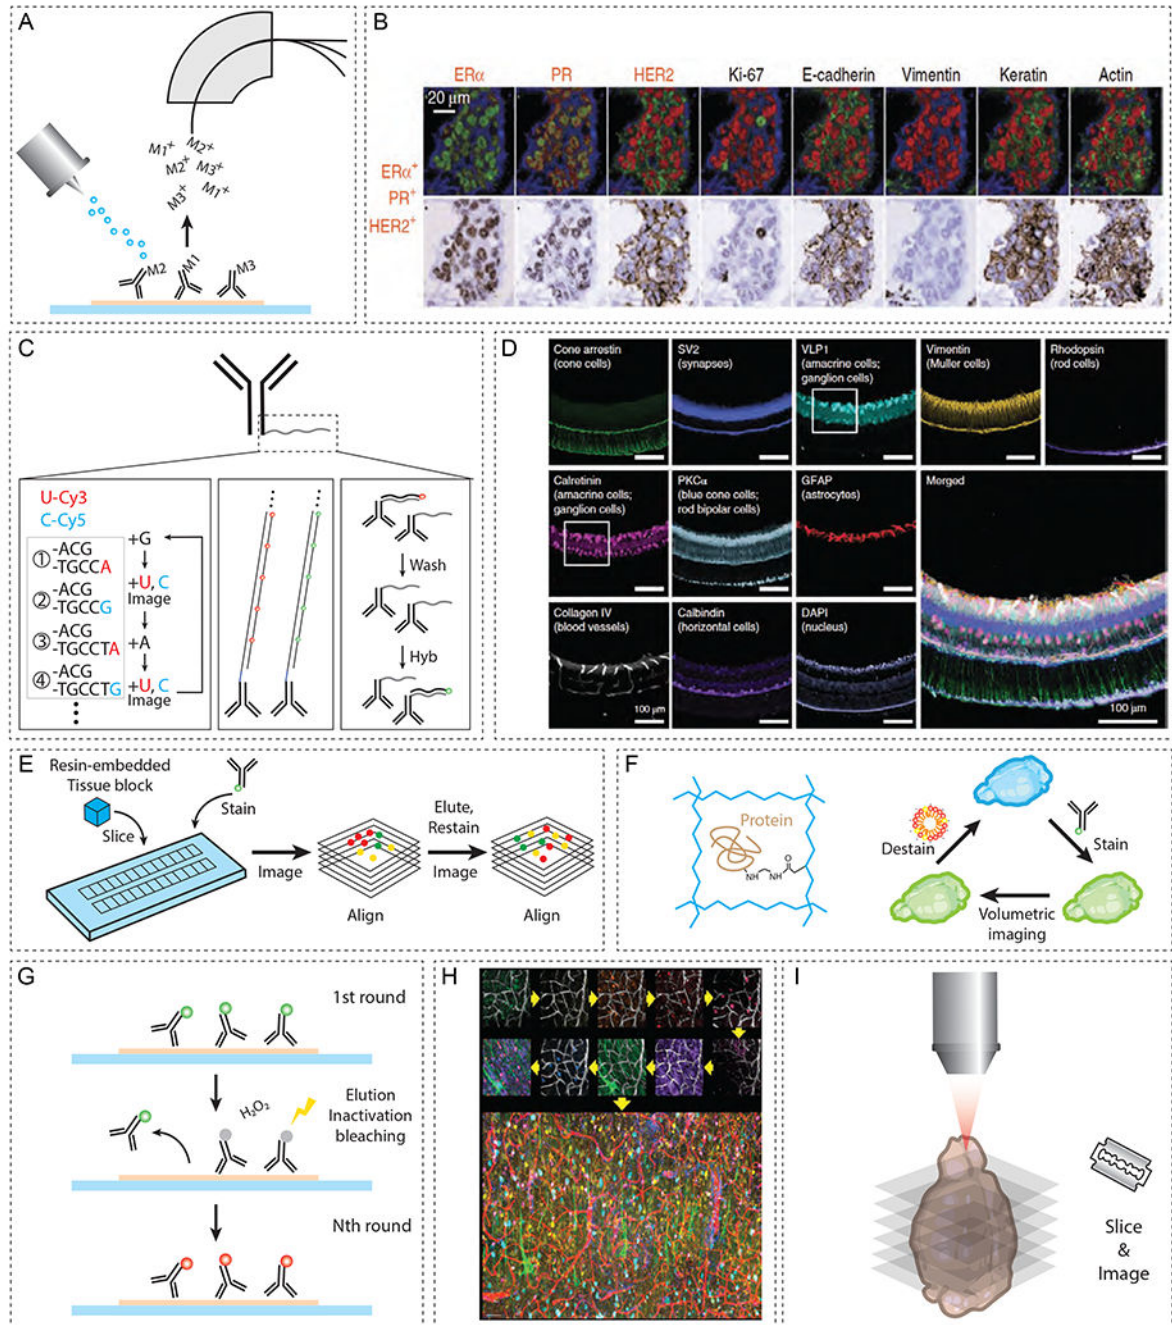 A
M1+
M2+
M2+
M3+
M3+
M1+
M2
M1
M3
B
ERα
PR
HER2
Ki-67
E-cadherin
Vimentin
Keratin
Actin
20 μm
ERα+
PR+
HER2+
C
U-Cy3
C-Cy5
① -ACG
-TGCCA
② -ACG
-TGCCG
③ -ACG
-TGCCTA
④ -ACG
-TGCCTG
+G
+U, C
Image
+A
+U, C
Image
Wash
Hyb
D
Cone arrestin
(cone cells)
SV2
(synapses)
VLP1
(amacrine cells;
ganglion cells)
Vimentin
(Muller cells)
Rhodopsin
(rod cells)
Calretinin
(amacrine cells;
ganglion cells)
PKCα
(blue cone cells;
rod bipolar cells)
GFAP
(astrocytes)
Merged
Collagen IV
(blood vessels)
Calbindin
(horizontal cells)
DAPI
(nucleus)
100 μm
100 μm
E
Resin-embedded
Tissue block
Slice
Stain
Image
Align
Elute,
Restain
Image
Align
F
Protein
NH
NH
O
Destain
Stain
Volumetric
imaging
G
1st round
H2O2
Elution
Inactivation
bleaching
Nth round
H
I
Slice
&
Image